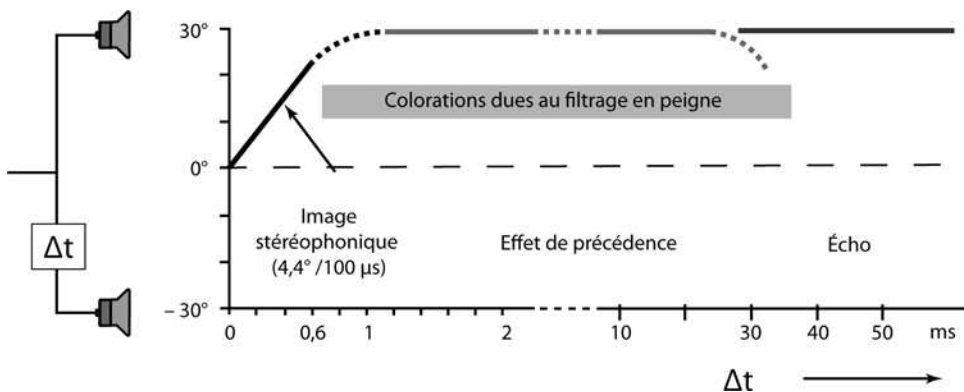 30°
Colorations dues au filtrage en peigne
0°
Δt
Image
stéréophonique
(4,4° /100 μs)
Effet de précédence
Écho
– 30°
0 0,6 1 2 10 20 30 40 50 ms
Δt